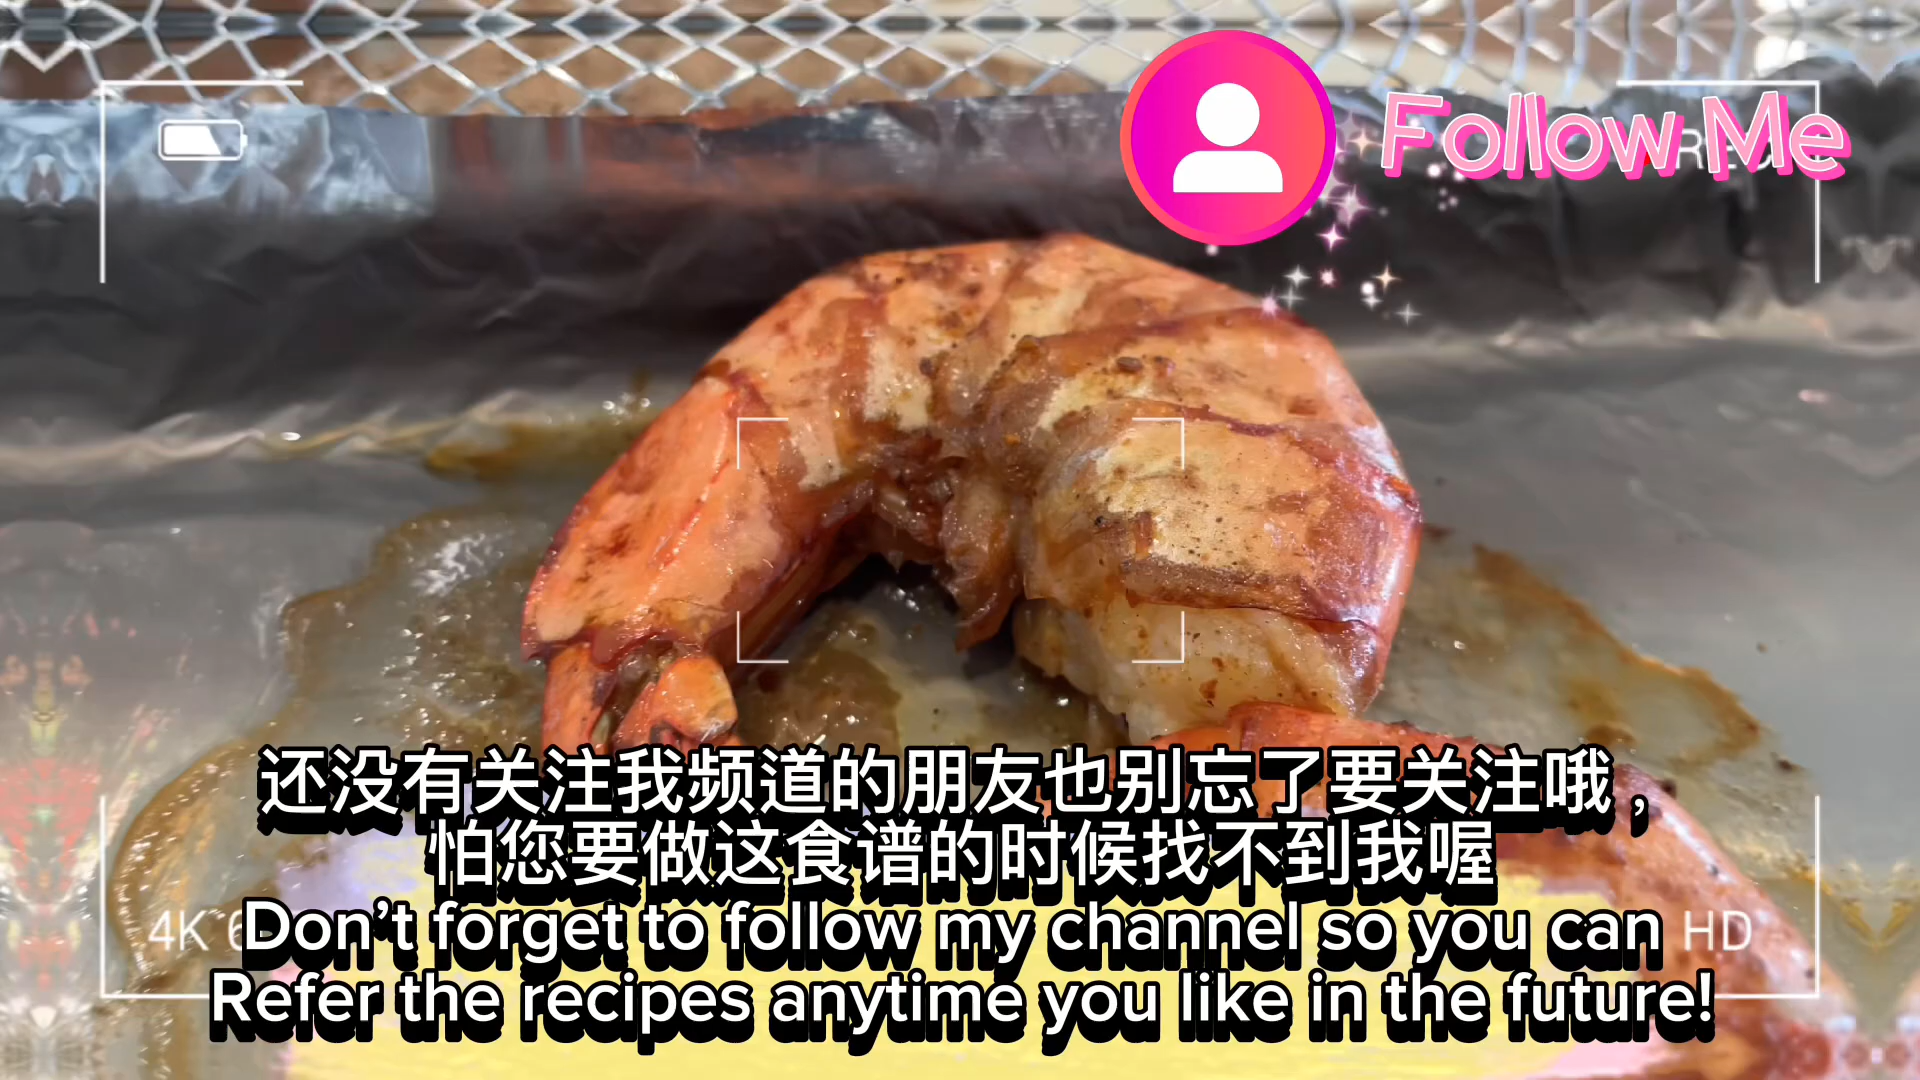 Follow Me
还没有关注我频道的朋友也别忘了要关注哦,
怕您要做这食谱的时候找不到我喔
4K
Don't forget to follow my channel so you can
HD
Refer the recipes anytime you like in the future!